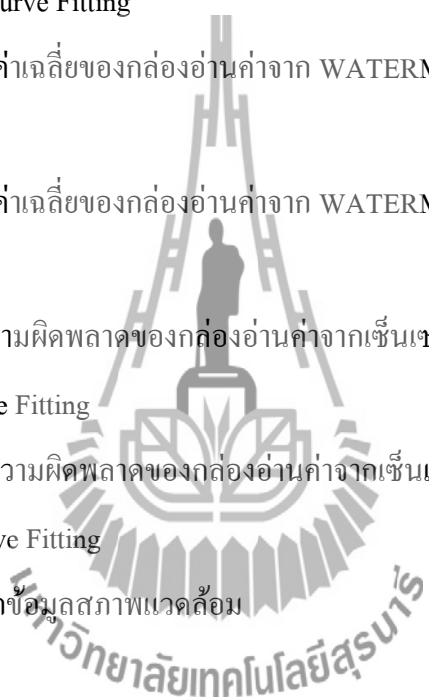 urve Fitting
ค่าเฉลี่ยของกล่องอ่านค่าจาก WATERM
ค่าเฉลี่ยของกล่องอ่านค่าจาก WATERM
ามผิดพลาดของกล่องอ่านค่าจากเซ็นเซ
e Fitting
วามผิดพลาดของกล่องอ่านค่าจากเซ็นเ
ve Fitting
าข้อมูลสภาพแวดล้อม
มหาวิทยาลัยเทคโนโลยีสุรนารี